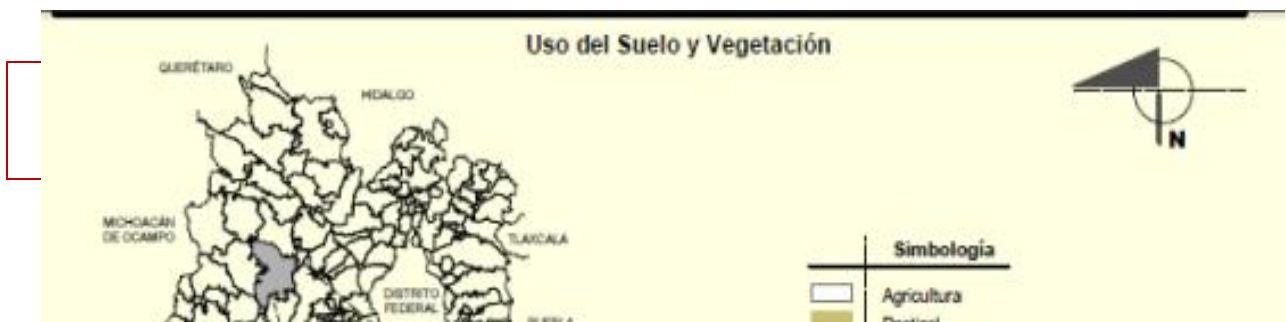 Uso del Suelo y Vegetación
QUERÉTARO
HIDALGO
N
MICHOACÁN
DE OCAMPO
TLAXCALA
Simbología
DISTRITO
FEDERAL
Agricultura